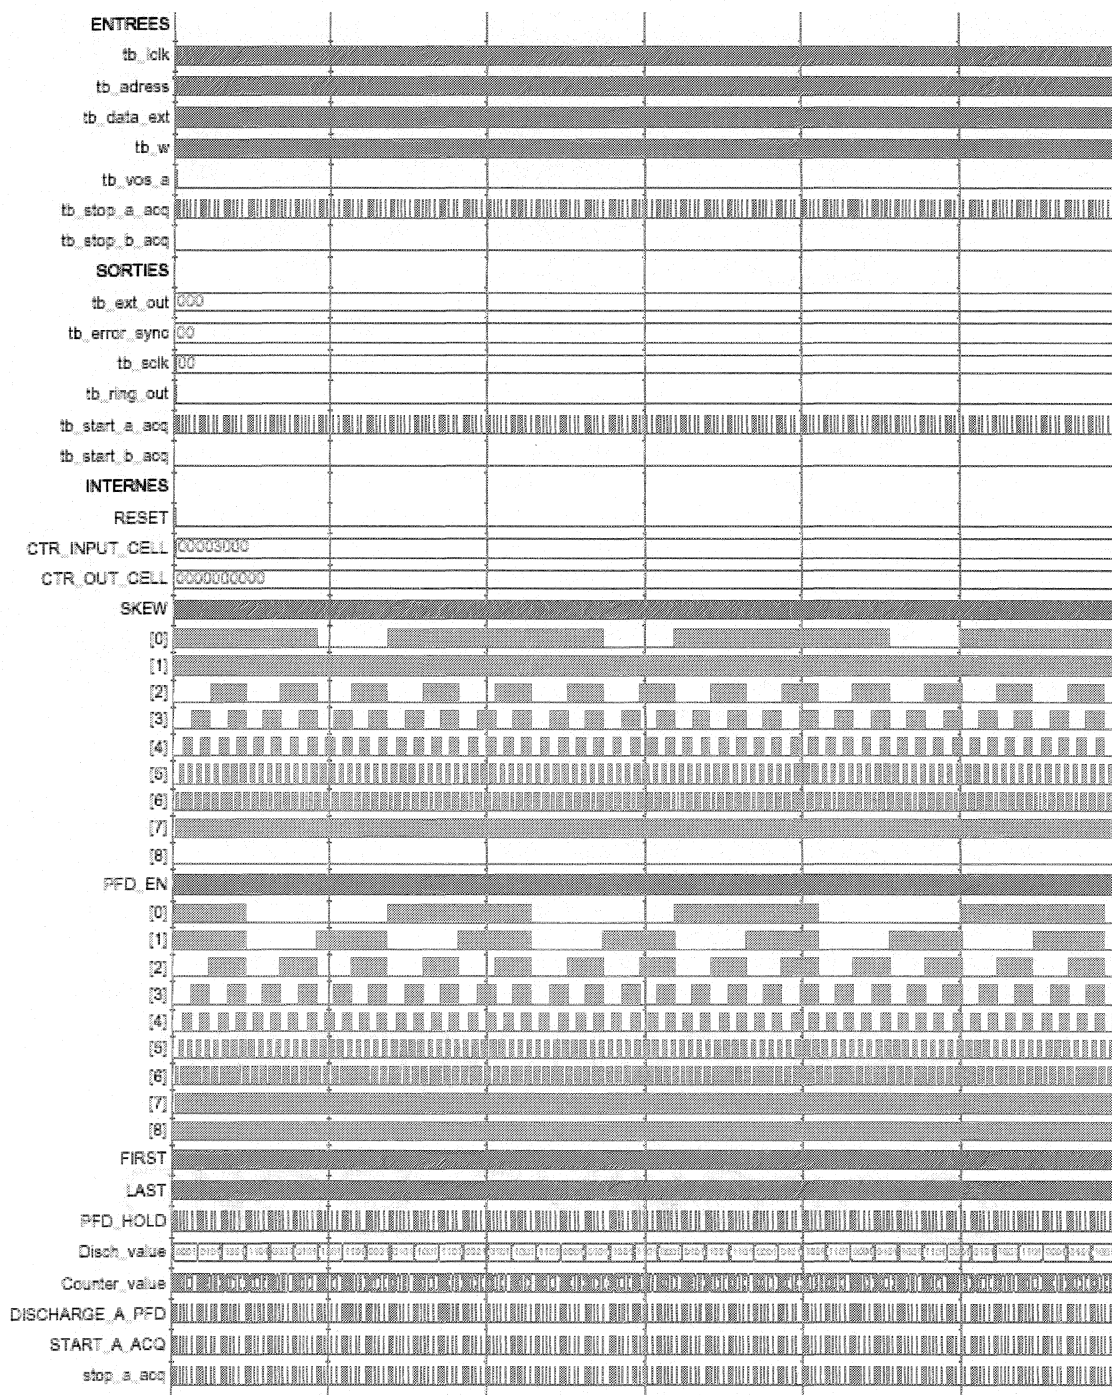 ENTREES
tb_iclk
tb_adress
tb_data_ext
tb_w
tb_vos_a
tb_stop_a_acq
tb_stop_b_acq
SORTIES
tb_ext_out 000
tb_error_sync 00
tb_sclk 00
tb_ring_out
tb_start_a_acq
tb_start_b_acq
INTERNES
RESET
CTR_INPUT_CELL 00003000
CTR_OUT_CELL 0000000000
SKEW
[0]
[1]
[2]
[3]
[4]
[5]
[6]
[7]
[8]
PFD_EN
[0]
[1]
[2]
[3]
[4]
[5]
[6]
[7]
[8]
FIRST
LAST
PFD_HOLD
Disch_value
Counter_value
DISCHARGE_A_PFD
START_A_ACQ
stop_a_acq